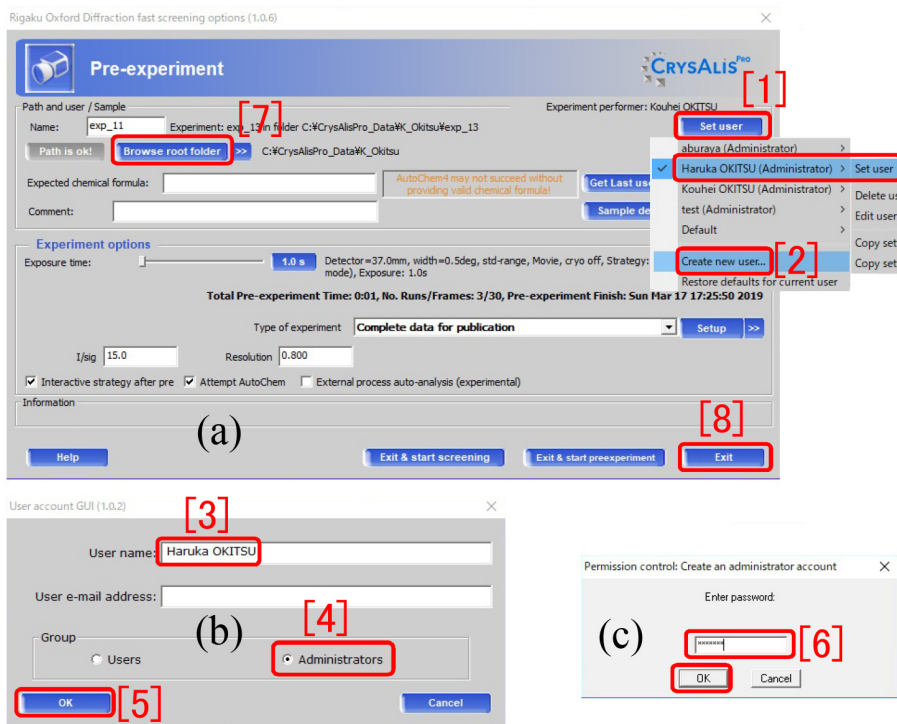 Rigaku Oxford Diffraction fast screening options (1.0.6)
Pre-experiment
CRYSALIS PRO
[1]
Path and user / Sample
Experiment performer: Kouhei OKITSU
[7]
Name: exp_11 Experiment: exp_13 in folder C:¥CrysAlisPro_Data¥K_Okitsu¥exp_13
Set user
Path is ok! Browse root folder >> C:¥CrysAlisPro_Data¥K_Okitsu
aburaya (Administrator) >
Haruka OKITSU (Administrator) > Set user
Kouhei OKITSU (Administrator) >
test (Administrator) >
Default >
Create new user... [2]
Restore defaults for current user
Edit user
Copy set
Copy set
Expected chemical formula:
AutoChem4 may not succeed without
providing valid chemical formula!
Get Last
Comment:
Sample
Experiment options
Exposure time: 1.0 s Detector=37.0mm, width=0.5deg, std-range, Movie, cryo off, Strategy:
mode), Exposure: 1.0s
Total Pre-experiment Time: 0:01, No. Runs/Frames: 3/30, Pre-experiment Finish: Sun Mar 17 17:25:50 2019
Type of experiment Complete data for publication Setup >>
I/sig 15.0 Resolution 0.800
Interactive strategy after pre Attempt AutoChem External process auto-analysis (experimental)
Information
(a)
[8]
Help Exit & start screening Exit & start preexperiment Exit
User account GUI (1.0.2)
[3]
User name: Haruka OKITSU
User e-mail address:
(b)
[4]
Group
Users Administrators
OK [5] Cancel
Permission control: Create an administrator account
Enter password:
(c)
×××××××
[6]
OK Cancel